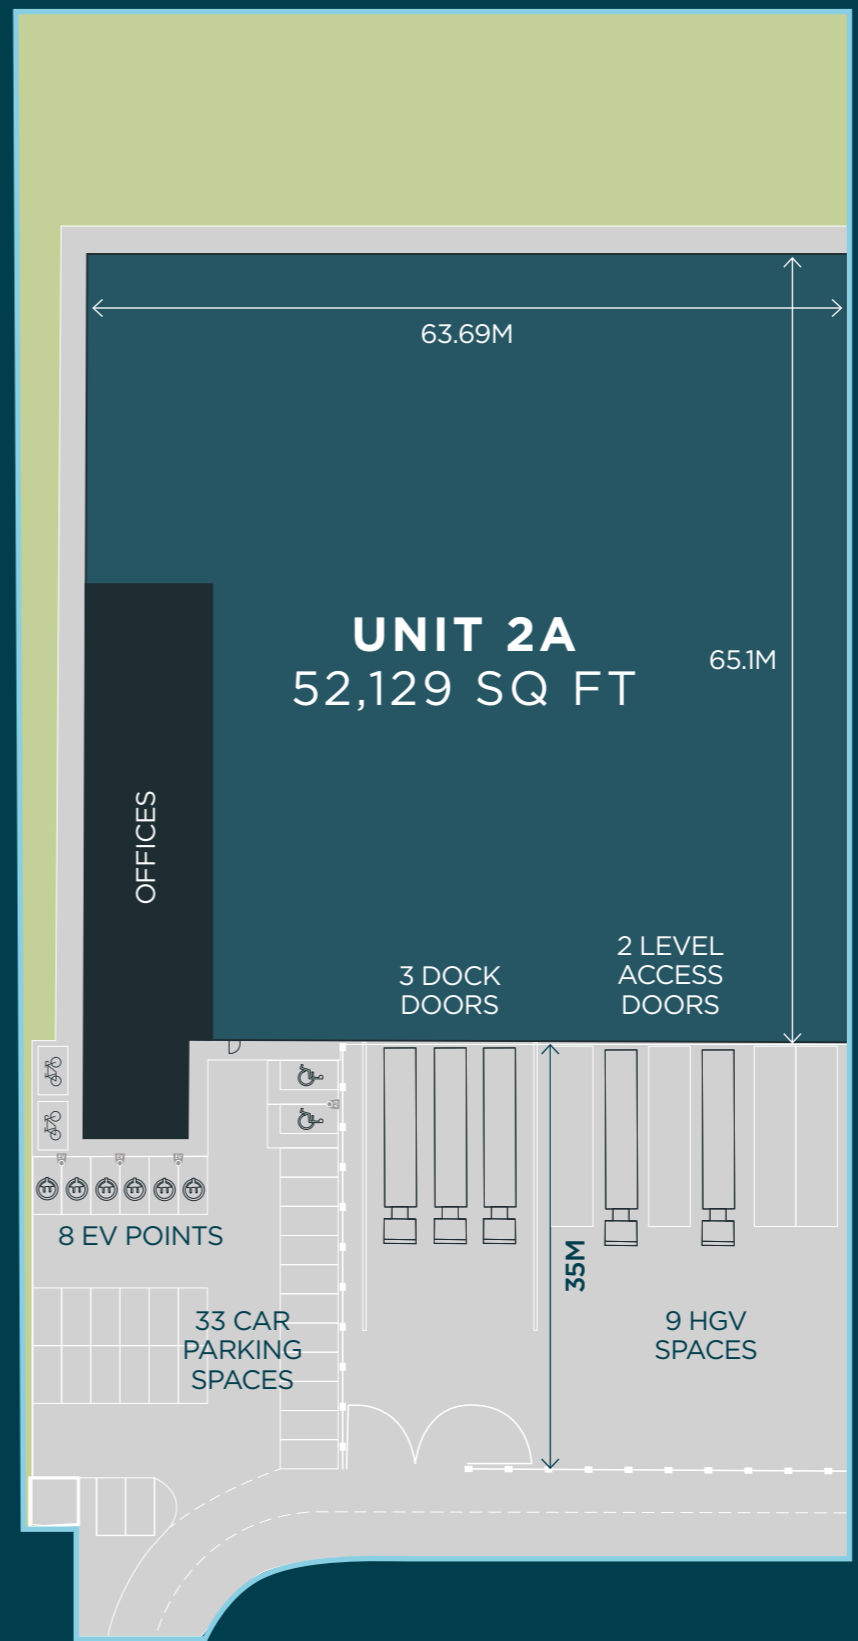 63.69M
UNIT 2A
52,129 SQ FT
65.1M
OFFICES
3 DOCK
DOORS
2 LEVEL
ACCESS
DOORS
8 EV POINTS
35M
33 CAR
PARKING
SPACES
9 HGV
SPACES